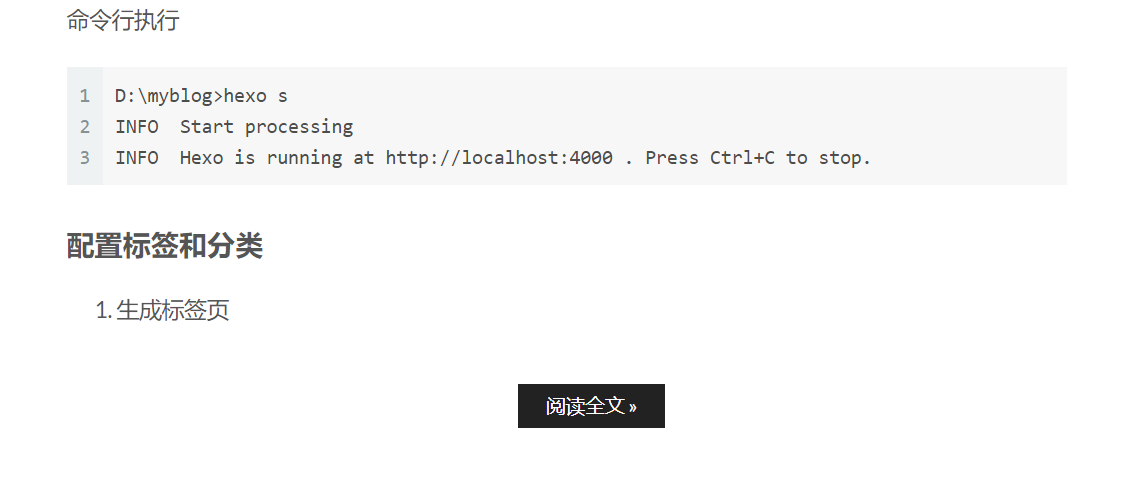 命令行执行
1 D:\myblog>hexo s
2 INFO  Start processing
3 INFO  Hexo is running at http://localhost:4000 . Press Ctrl+C to stop.
配置标签和分类
1. 生成标签页
阅读全文 »